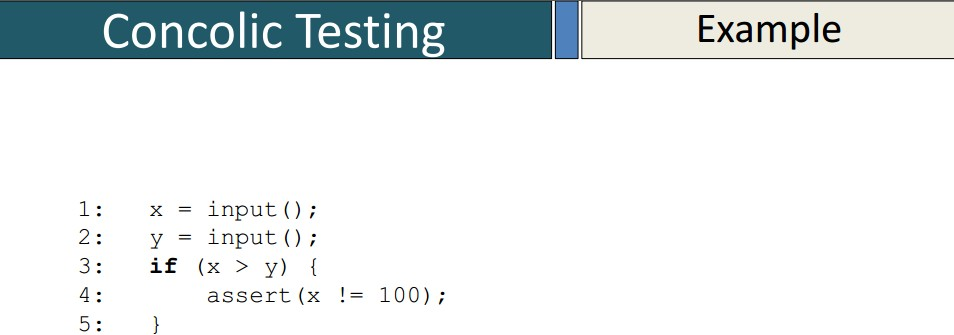 Concolic Testing
Example
1: x = input();
2: y = input();
3: if (x > y) {
4: assert(x != 100);
5: }